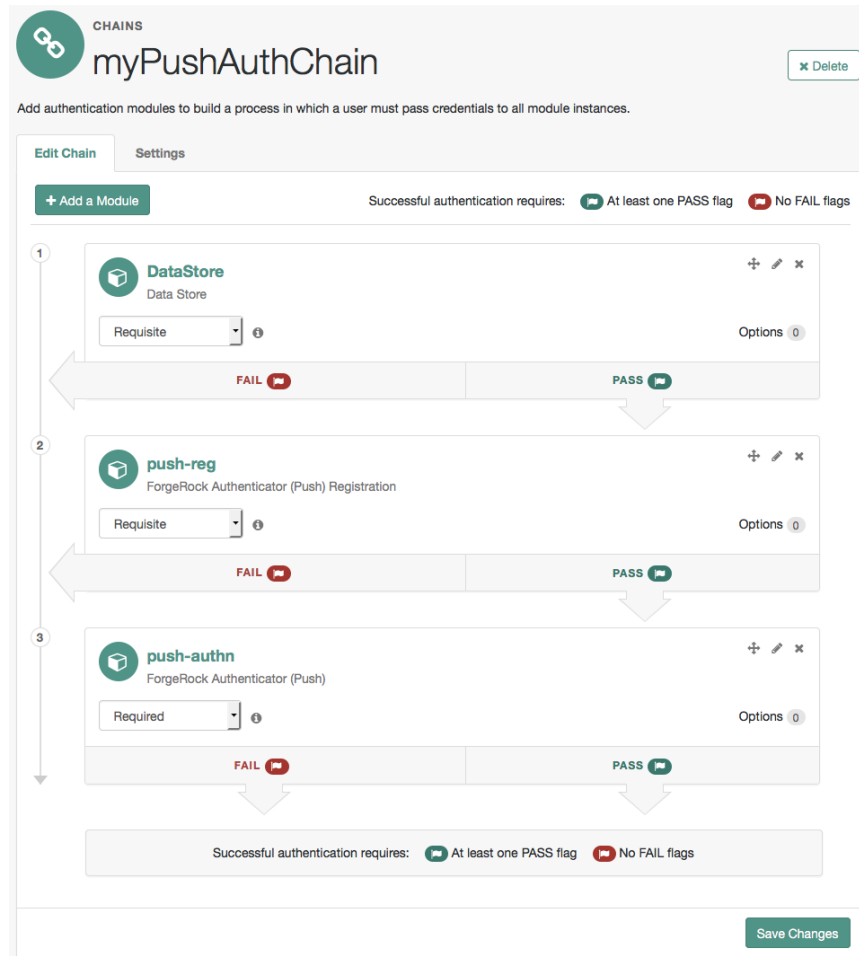 CHAINS
myPushAuthChain
✖ Delete
Add authentication modules to build a process in which a user must pass credentials to all module instances.
Edit Chain Settings
+ Add a Module Successful authentication requires: At least one PASS flag No FAIL flags
1
DataStore
Data Store
Requisite Options 0
FAIL PASS
2
push-reg
ForgeRock Authenticator (Push) Registration
Requisite Options 0
FAIL PASS
3
push-authn
ForgeRock Authenticator (Push)
Required Options 0
FAIL PASS
Successful authentication requires: At least one PASS flag No FAIL flags
Save Changes